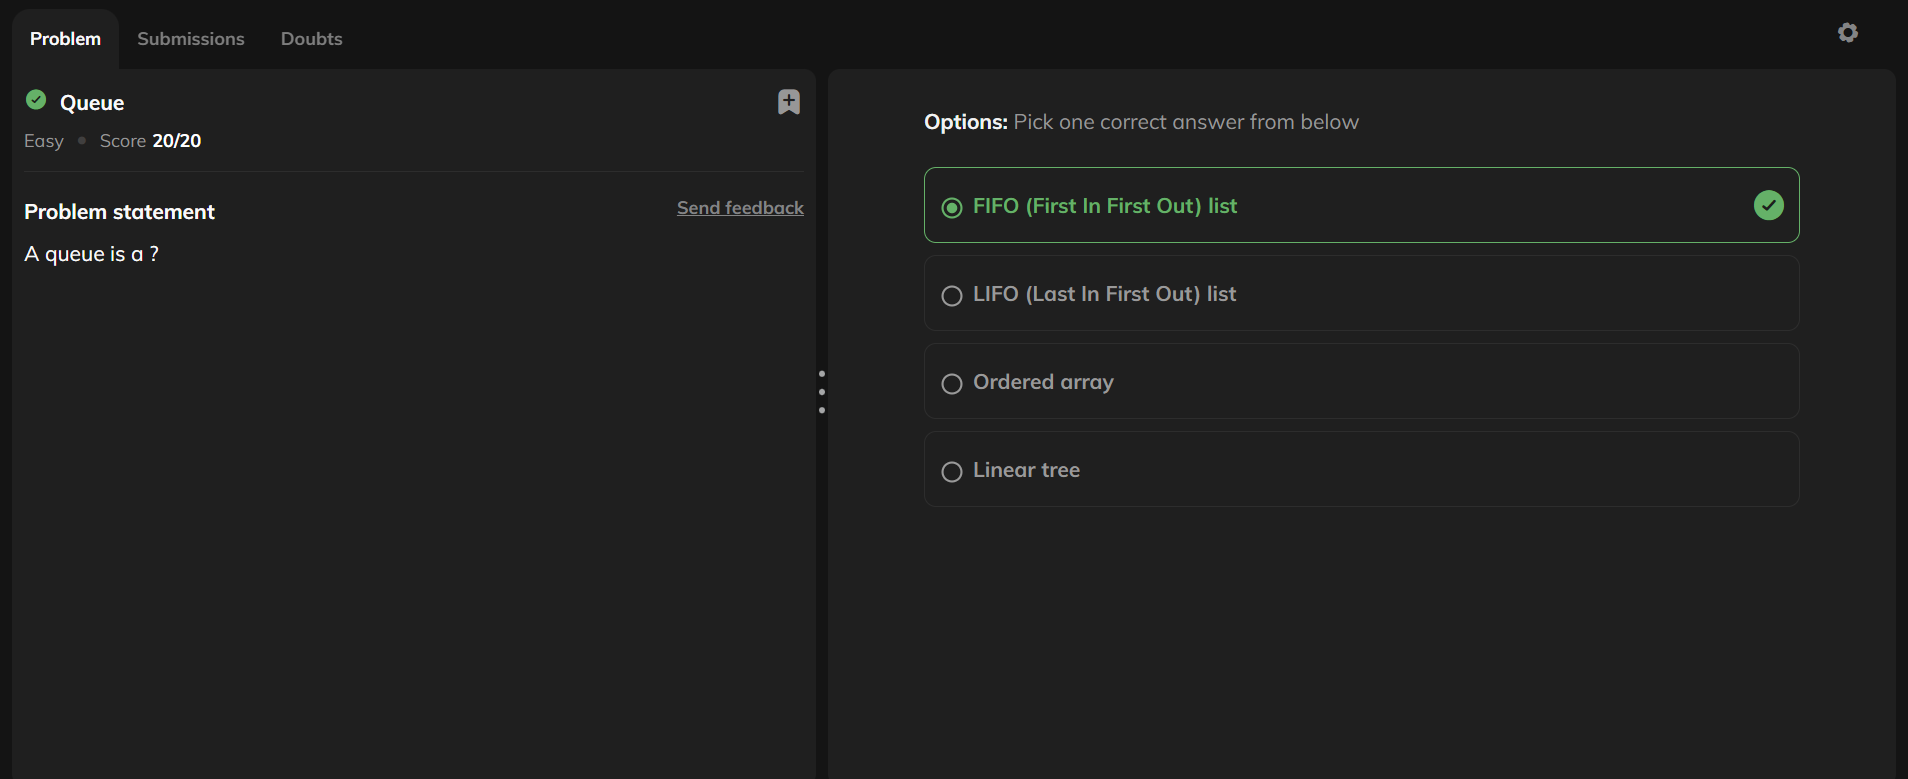 Problem Submissions Doubts
Queue
Easy Score 20/20
Problem statement Send feedback
A queue is a ?
Options: Pick one correct answer from below
FIFO (First In First Out) list
LIFO (Last In First Out) list
Ordered array
Linear tree